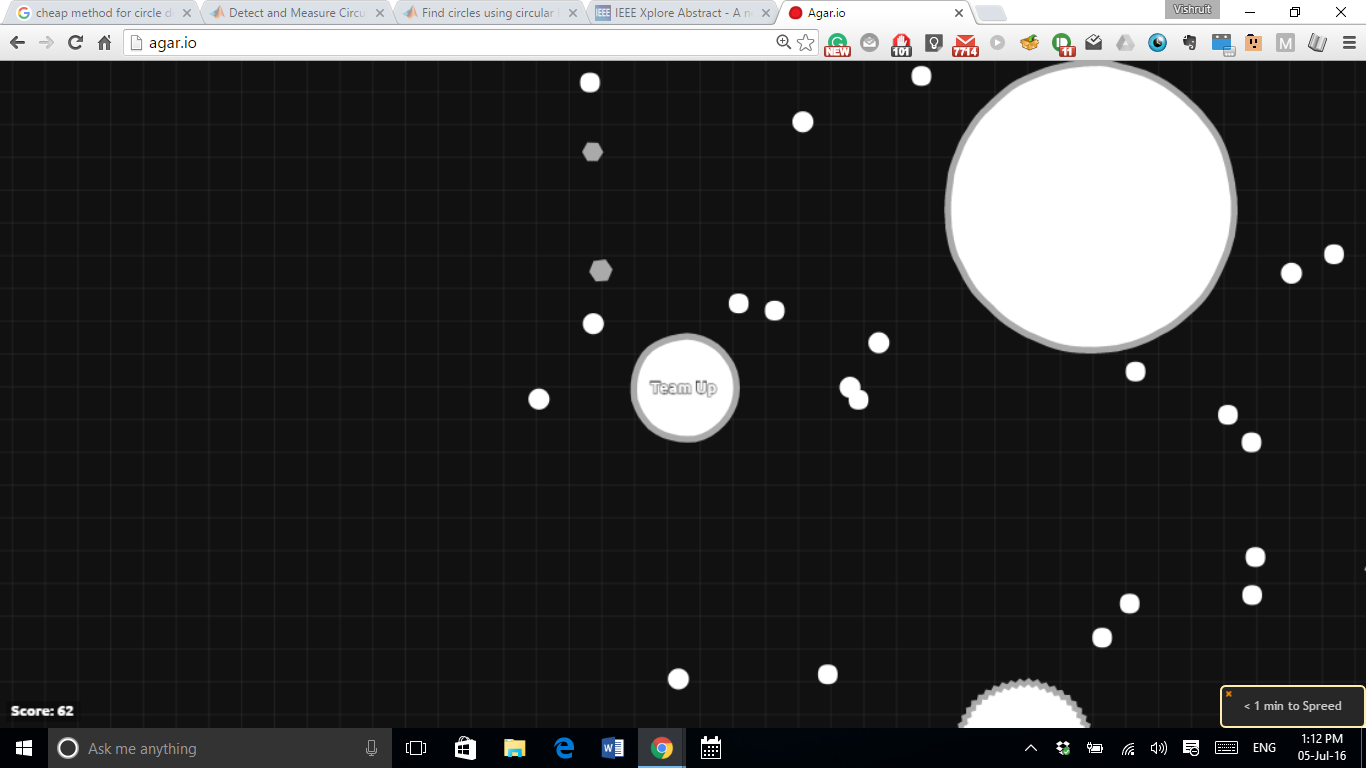 cheap method for circle d
Detect and Measure Circu
Find circles using circular
IEEE Xplore Abstract - A n
Agar.io
Vishruit
agar.io
NEW
101
7714
11
M
Team Up
Score: 62
< 1 min to Spreed
Ask me anything
ENG
1:12 PM
05-Jul-16